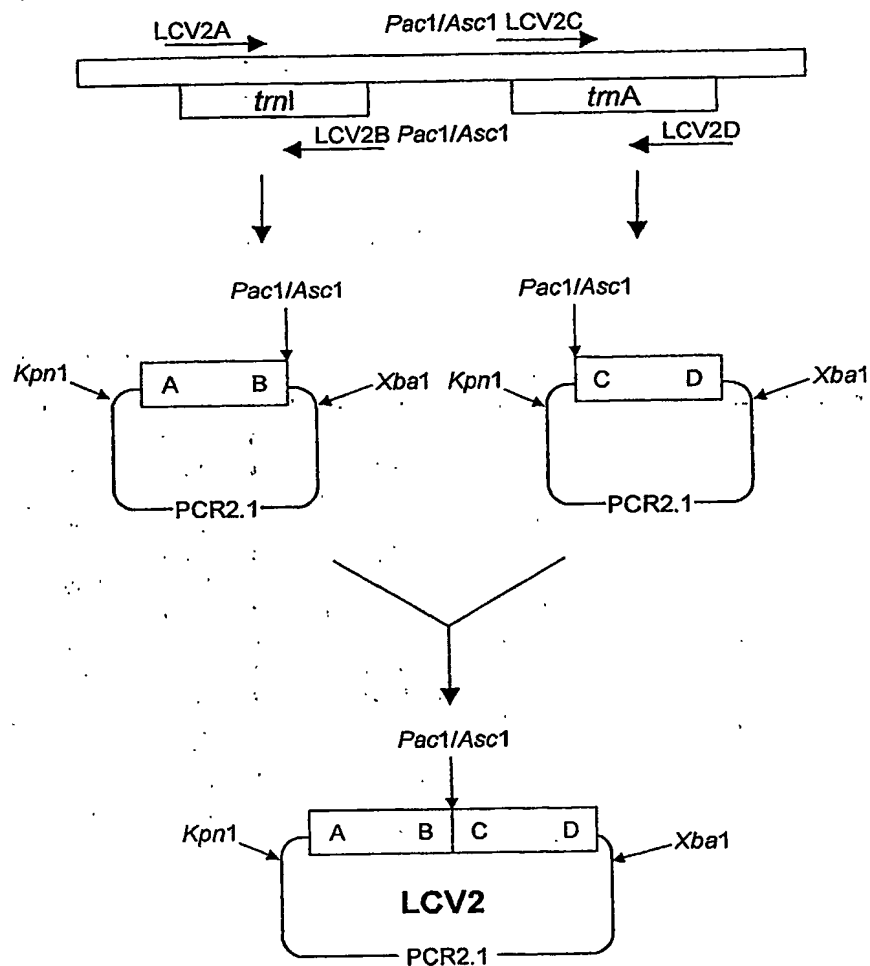 LCV2A
Pac1/Asc1 LCV2C
trnI
trnA
LCV2B Pac1/Asc1
LCV2D
Pac1/Asc1
Pac1/Asc1
Kpn1
A B
Xba1
Kpn1
C D
Xba1
PCR2.1
PCR2.1
Pac1/Asc1
Kpn1
A B C D
Xba1
LCV2
PCR2.1